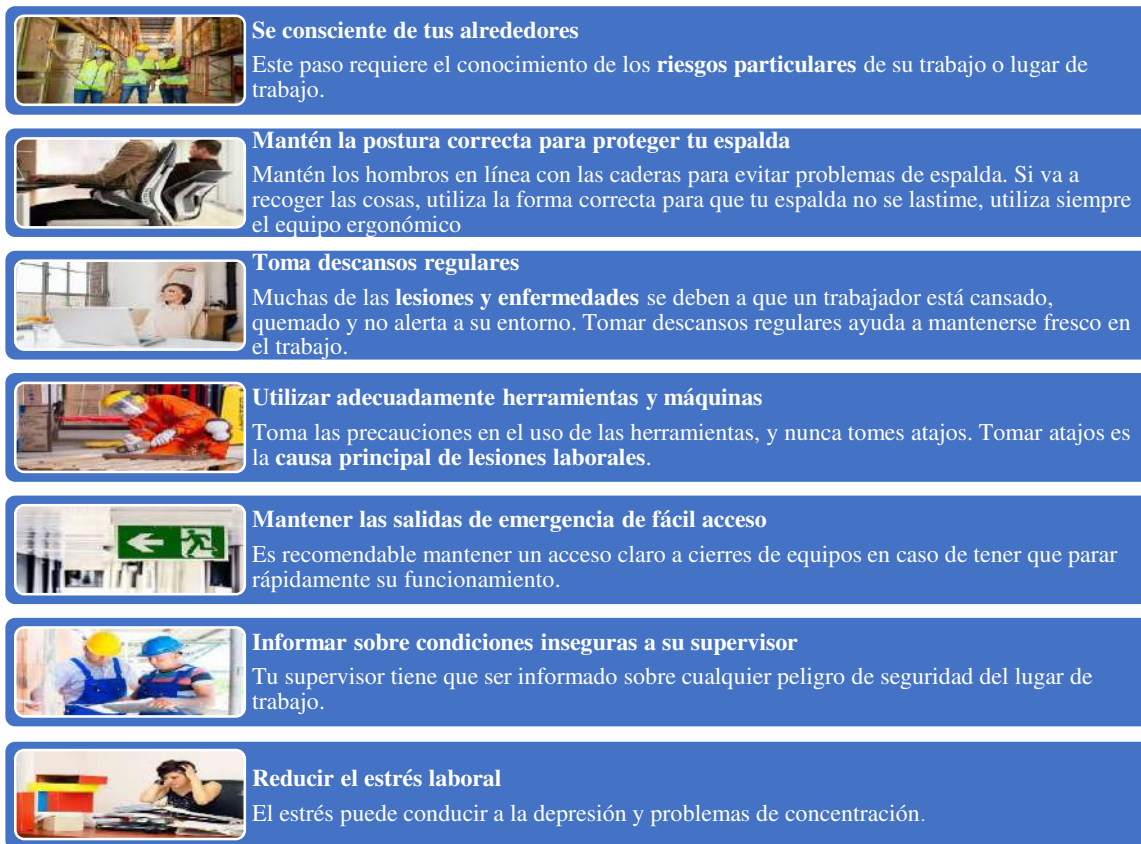 Se consciente de tus alrededores
Este paso requiere el conocimiento de los riesgos particulares de su trabajo o lugar de
trabajo.
Mantén la postura correcta para proteger tu espalda
Mantén los hombros en línea con las caderas para evitar problemas de espalda. Si va a
recoger las cosas, utiliza la forma correcta para que tu espalda no se lastime, utiliza siempre
el equipo ergonómico
Toma descansos regulares
Muchas de las lesiones y enfermedades se deben a que un trabajador está cansado,
quemado y no alerta a su entorno. Tomar descansos regulares ayuda a mantenerse fresco en
el trabajo.
Utilizar adecuadamente herramientas y máquinas
Toma las precauciones en el uso de las herramientas, y nunca tomes atajos. Tomar atajos es
la causa principal de lesiones laborales.
Mantener las salidas de emergencia de fácil acceso
Es recomendable mantener un acceso claro a cierres de equipos en caso de tener que parar
rápidamente su funcionamiento.
Informar sobre condiciones inseguras a su supervisor
Tu supervisor tiene que ser informado sobre cualquier peligro de seguridad del lugar de
trabajo.
Reducir el estrés laboral
El estrés puede conducir a la depresión y problemas de concentración.